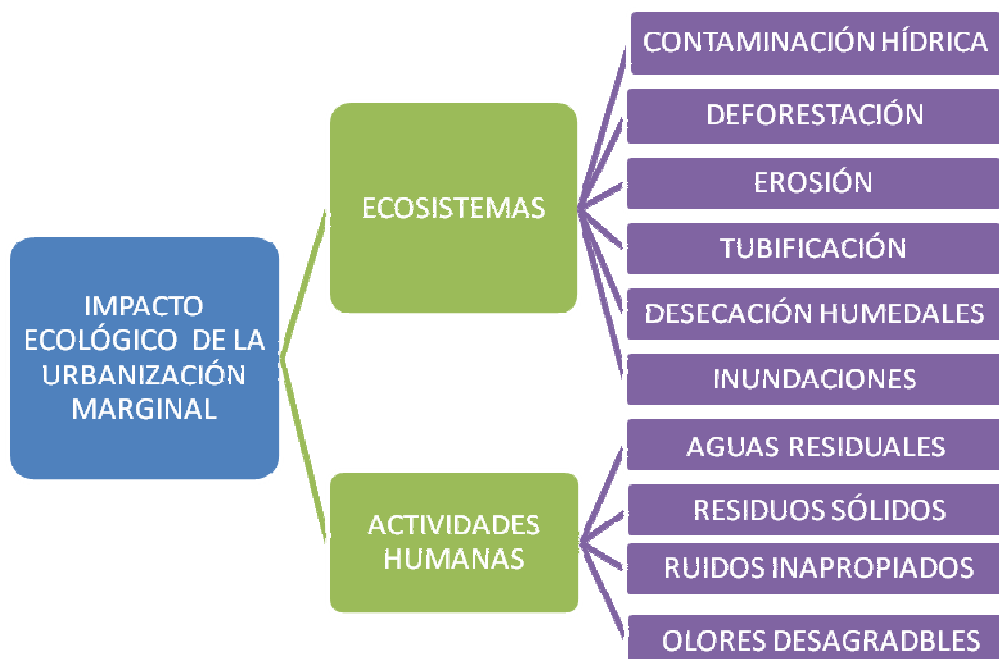 IMPACTO
ECOLÓGICO DE LA
URBANIZACIÓN
MARGINAL
ECOSISTEMAS
CONTAMINACIÓN HÍDRICA
DEFORESTACIÓN
EROSIÓN
TUBIFICACIÓN
DESECACIÓN HUMEDALES
INUNDACIONES
ACTIVIDADES
HUMANAS
AGUAS RESIDUALES
RESIDUOS SÓLIDOS
RUIDOS INAPROPIADOS
OLORES DESAGRADBLES